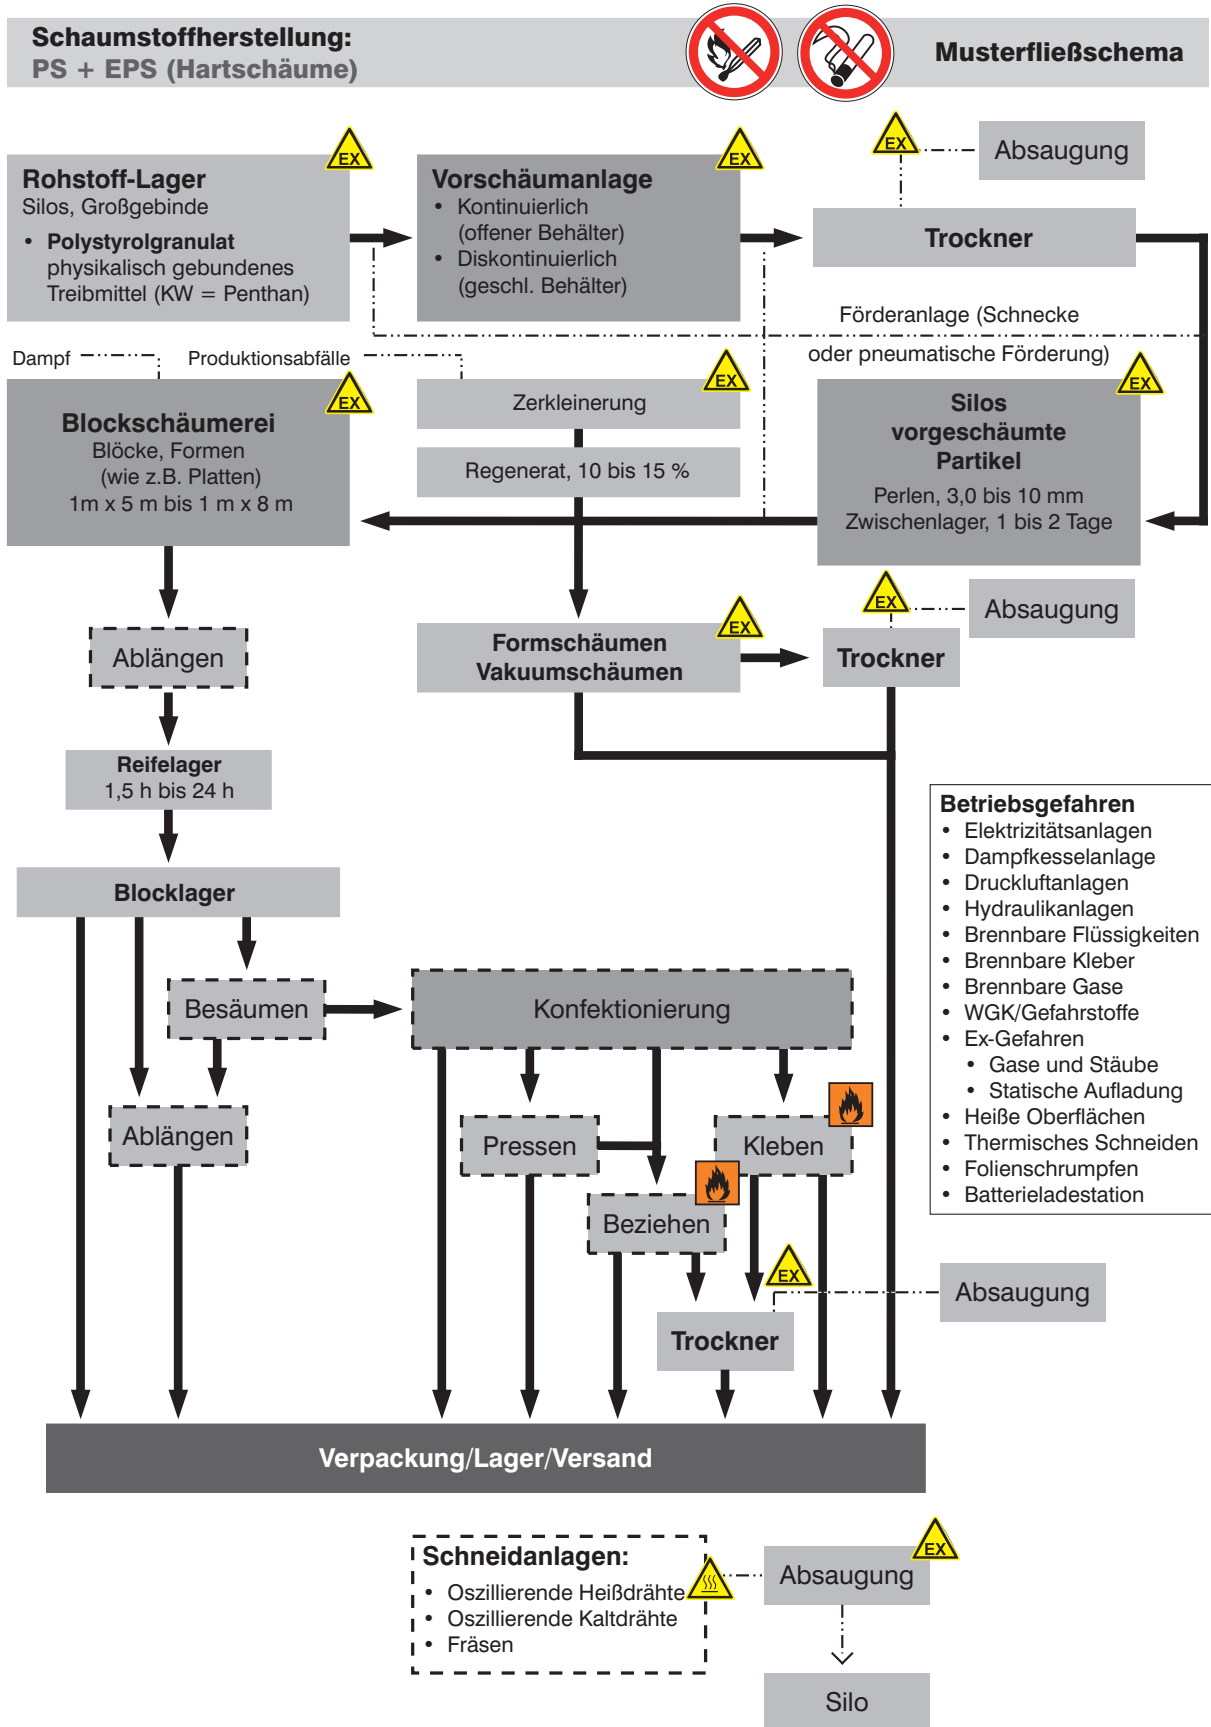 Schaumstoffherstellung:
PS + EPS (Hartschäume)
Musterfließschema
EX
Rohstoff-Lager
Silos, Großgebinde
• Polystyrolgranulat
physikalisch gebundenes
Treibmittel (KW = Penthan)
EX
Vorschäumanlage
• Kontinuierlich
(offener Behälter)
• Diskontinuierlich
(geschl. Behälter)
EX
Absaugung
Trockner
Förderanlage (Schnecke
oder pneumatische Förderung)
Dampf
Produktionsabfälle
EX
Blockschäumerei
Blöcke, Formen
(wie z.B. Platten)
1m x 5 m bis 1 m x 8 m
EX
Zerkleinerung
Regenerat, 10 bis 15 %
EX
Silos
vorgeschäumte
Partikel
Perlen, 3,0 bis 10 mm
Zwischenlager, 1 bis 2 Tage
EX
Absaugung
Ablängen
EX
Formschäumen
Vakuumschäumen
Trockner
Reifelager
1,5 h bis 24 h
Blocklager
Betriebsgefahren
• Elektrizitätsanlagen
• Dampfkesselanlage
• Druckluftanlagen
• Hydraulikanlagen
• Brennbare Flüssigkeiten
• Brennbare Kleber
• Brennbare Gase
• WGK/Gefahrstoffe
• Ex-Gefahren
• Gase und Stäube
• Statische Aufladung
• Heiße Oberflächen
• Thermisches Schneiden
• Folienschrumpfen
• Batterieladestation
Besäumen
Konfektionierung
Ablängen
Pressen
Kleben
Beziehen
EX
Absaugung
Trockner
Verpackung/Lager/Versand
Schneidanlagen:
• Oszillierende Heißdrähte
• Oszillierende Kaltdrähte
• Fräsen
EX
Absaugung
Silo